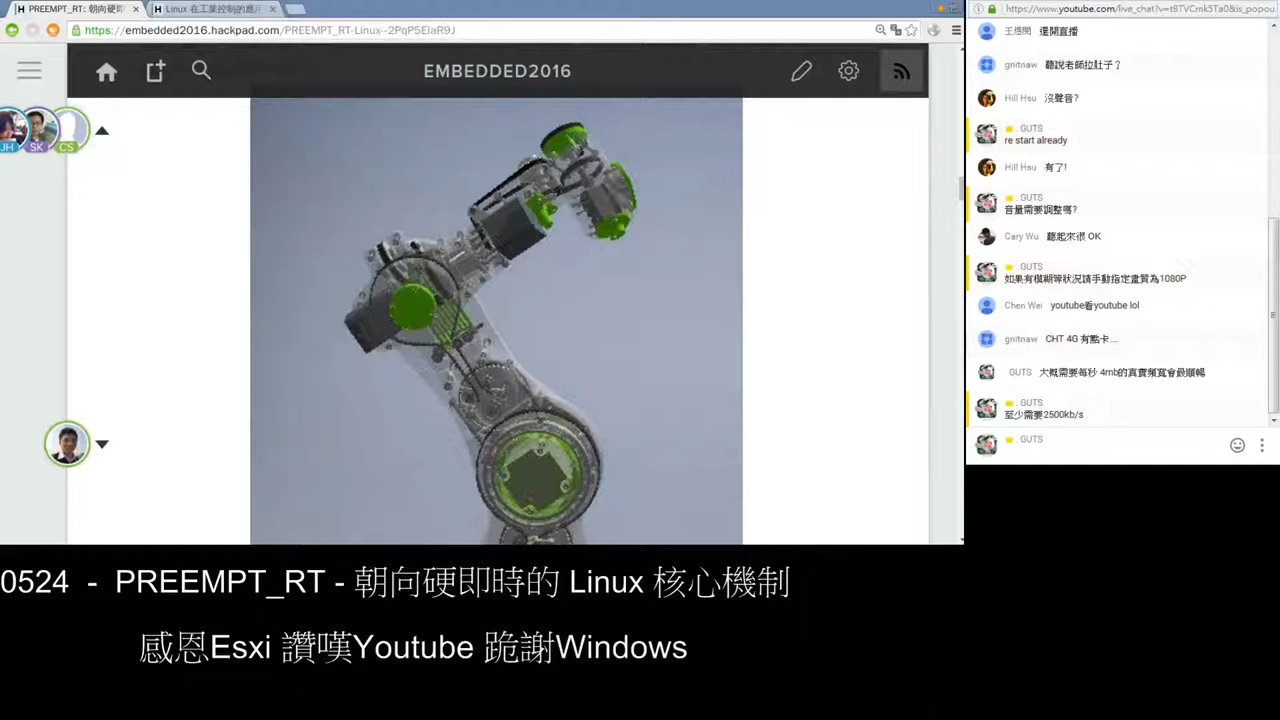 PREEMPT_RT: 朝向硬即
Linux 在工業控制的應用
https://embedded2016.hackpad.com/PREEMPT_RT-Linux--2PqP5ElaR9J
EMBEDDED2016
JH SK CS
https://www.youtube.com/live_chat?v=t8TVCmk5Ta0&is_popou
王煜閔 還開直播
gnitnaw 聽說老師拉肚子?
Hill Hsu 沒聲音?
. GUTS
re start already
Hill Hsu 有了!
. GUTS
音量需要調整嗎?
Cary Wu 聽起來很 OK
. GUTS
如果有模糊等狀況請手動指定畫質為1080P
Chen Wei youtube看youtube lol
gnitnaw CHT 4G 有點卡....
GUTS 大概需要每秒 4mb的真實頻寬會最順暢
. GUTS
至少需要2500kb/s
. GUTS
0524 - PREEMPT_RT - 朝向硬即時的 Linux 核心機制
感恩Esxi 讚嘆Youtube 跪謝Windows